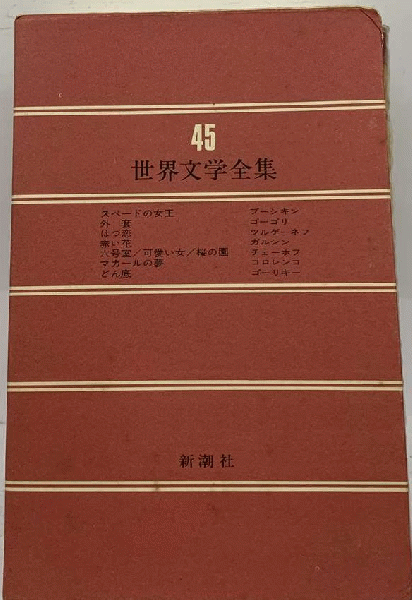 45
世界文学全集
スペードの女王 プーシキン
外套 ゴーゴリ
はつ恋 ツルゲーネフ
赤い花 ガルシン
六号室/可愛い女/桜の園 チェーホフ
マカールの夢 コロレンコ
どん底 ゴーリキー
新潮社